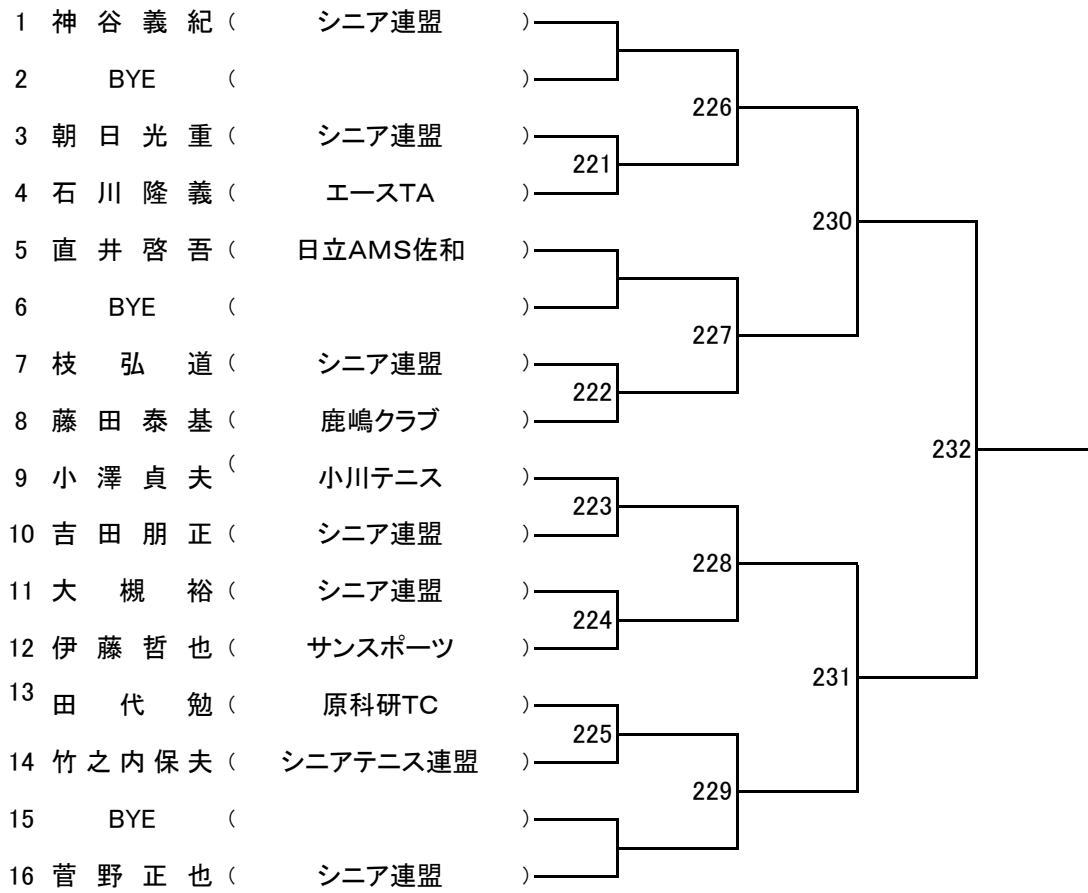 1 神谷義紀 ( シニア連盟 )
2 BYE ( )
226
3 朝日光重 ( シニア連盟 )
221
4 石川隆義 ( エースTA )
230
5 直井啓吾 ( 日立AMS佐和 )
6 BYE ( )
227
7 枝弘道 ( シニア連盟 )
222
8 藤田泰基 ( 鹿嶋クラブ )
232
9 小澤貞夫 ( 小川テニス )
223
10 吉田朋正 ( シニア連盟 )
228
11 大槻裕 ( シニア連盟 )
224
12 伊藤哲也 ( サンスポーツ )
231
13 田代勉 ( 原科研TC )
225
14 竹之内保夫 ( シニアテニス連盟 )
229
15 BYE ( )
16 菅野正也 ( シニア連盟 )